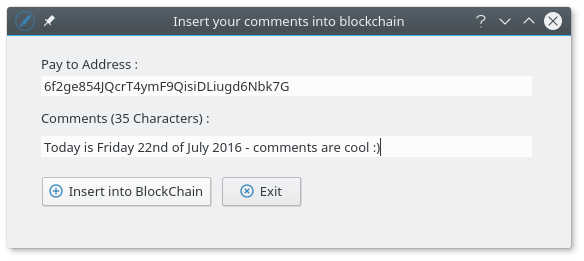 Insert your comments into blockchain
Pay to Address :
6f2ge854JQcrT4ymF9QisiDLiugd6Nbk7G
Comments (35 Characters) :
Today is Friday 22nd of July 2016 - comments are cool :)
Insert into BlockChain
Exit